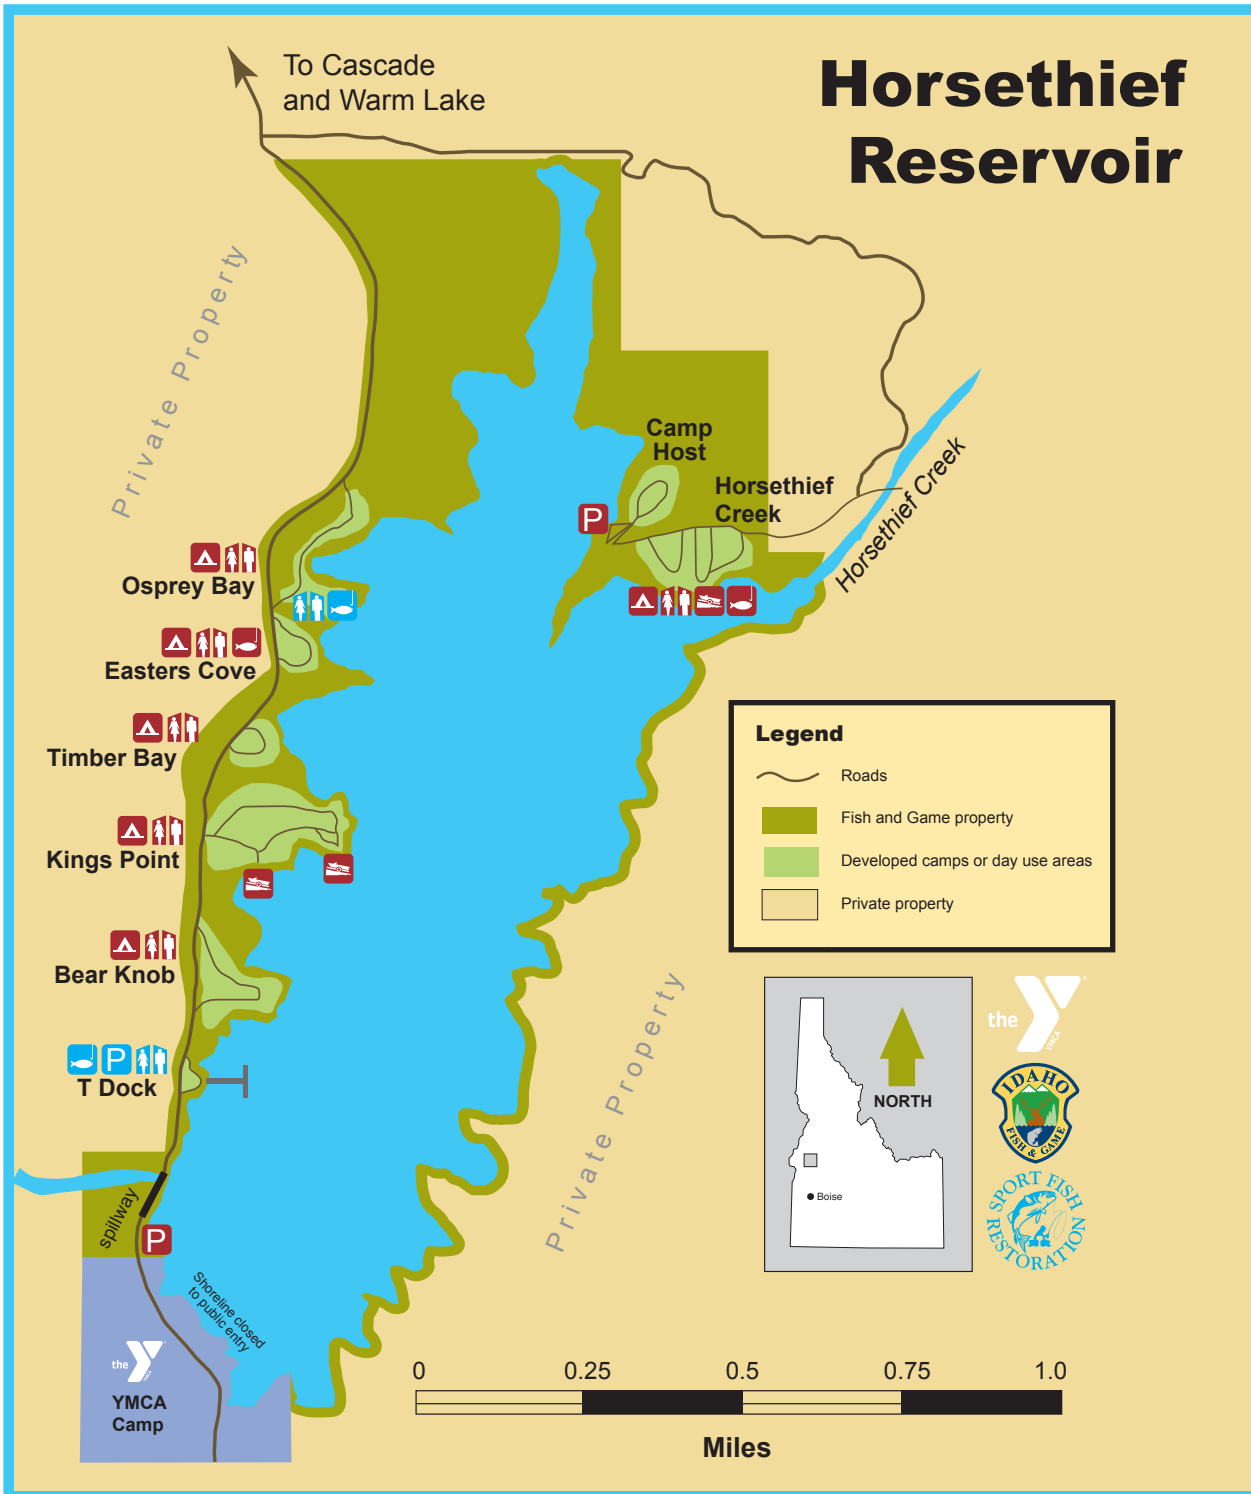 To Cascade
and Warm Lake
Horsethief
Reservoir
Private Property
Camp
Host
Horsethief
Creek
P
Horsethief Creek
Osprey Bay
Easters Cove
Timber Bay
Kings Point
Bear Knob
P
T Dock
spillway
P
Shoreline closed
to public entry
the
YMCA
YMCA
Camp
Private Property
Legend
Roads
Fish and Game property
Developed camps or day use areas
Private property
NORTH
Boise
the
YMCA
IDAHO
FISH & GAME
SPORT FISH
RESTORATION
0 0.25 0.5 0.75 1.0
Miles